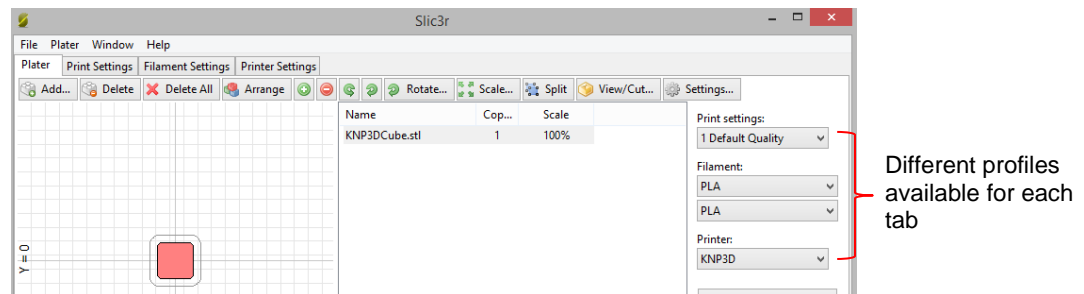 Slic3r
File Plater Window Help
Plater Print Settings Filament Settings Printer Settings
Add... Delete Delete All Arrange Rotate... Scale... Split View/Cut... Settings...
Name Cop... Scale
KNP3DCube.stl 1 100%
Print settings:
1 Default Quality
Filament:
PLA
PLA
Printer:
KNP3D
Y = 0
Different profiles
available for each
tab